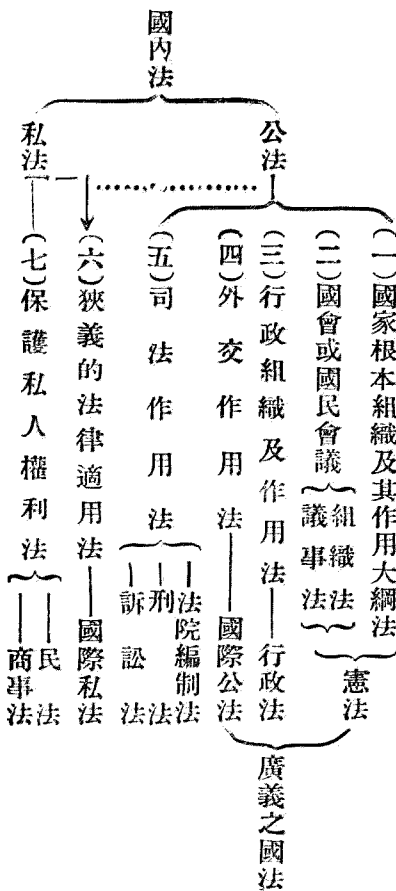 國內法
公法
私法
(一)國家根本組織及其作用大綱法
(二)國會或國民會議
組織法
議事法
憲法
(三)行政組織及作用法
行政法
(四)外交作用法
國際公法
廣義之國法
(五)司法作用法
法院編制法
刑法
訴訟法
(六)狹義的法律適用法
國際私法
(七)保護私人權利法
民法
商事法